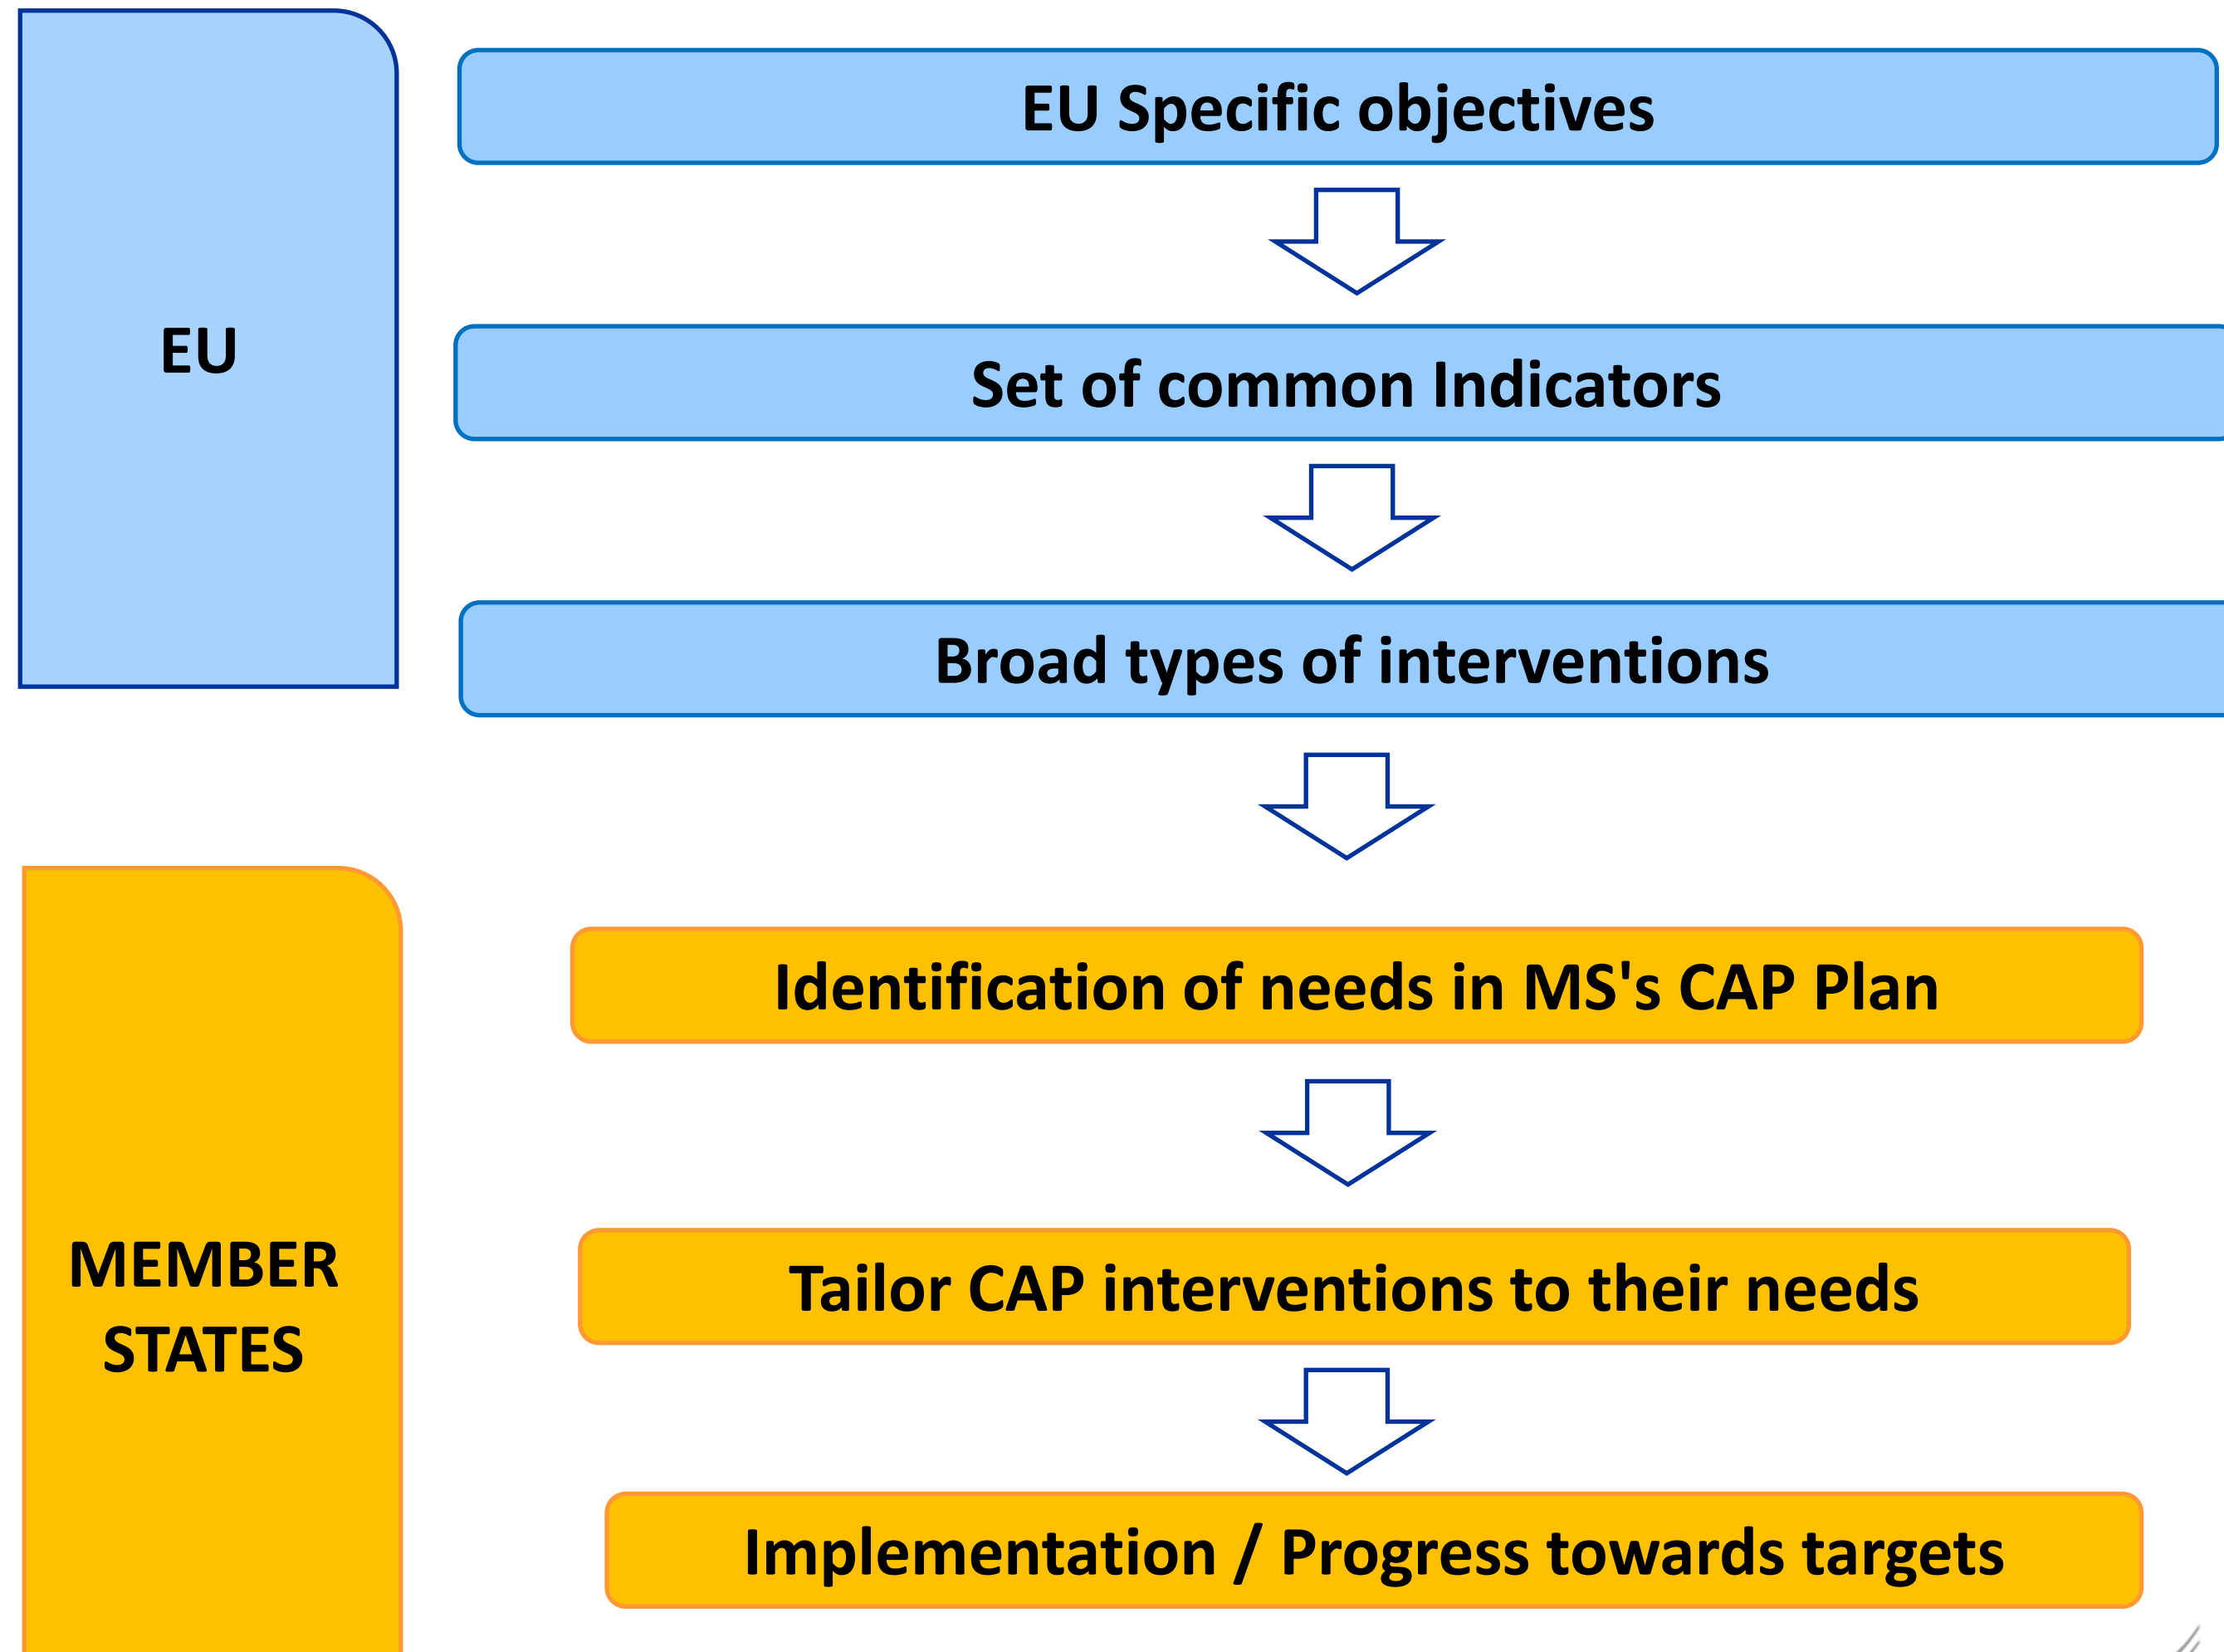 EU Specific objectives
EU
Set of common Indicators
Broad types of interventions
Identification of needs in MS's CAP Plan
MEMBER
STATES
Tailor CAP interventions to their needs
Implementation / Progress towards targets